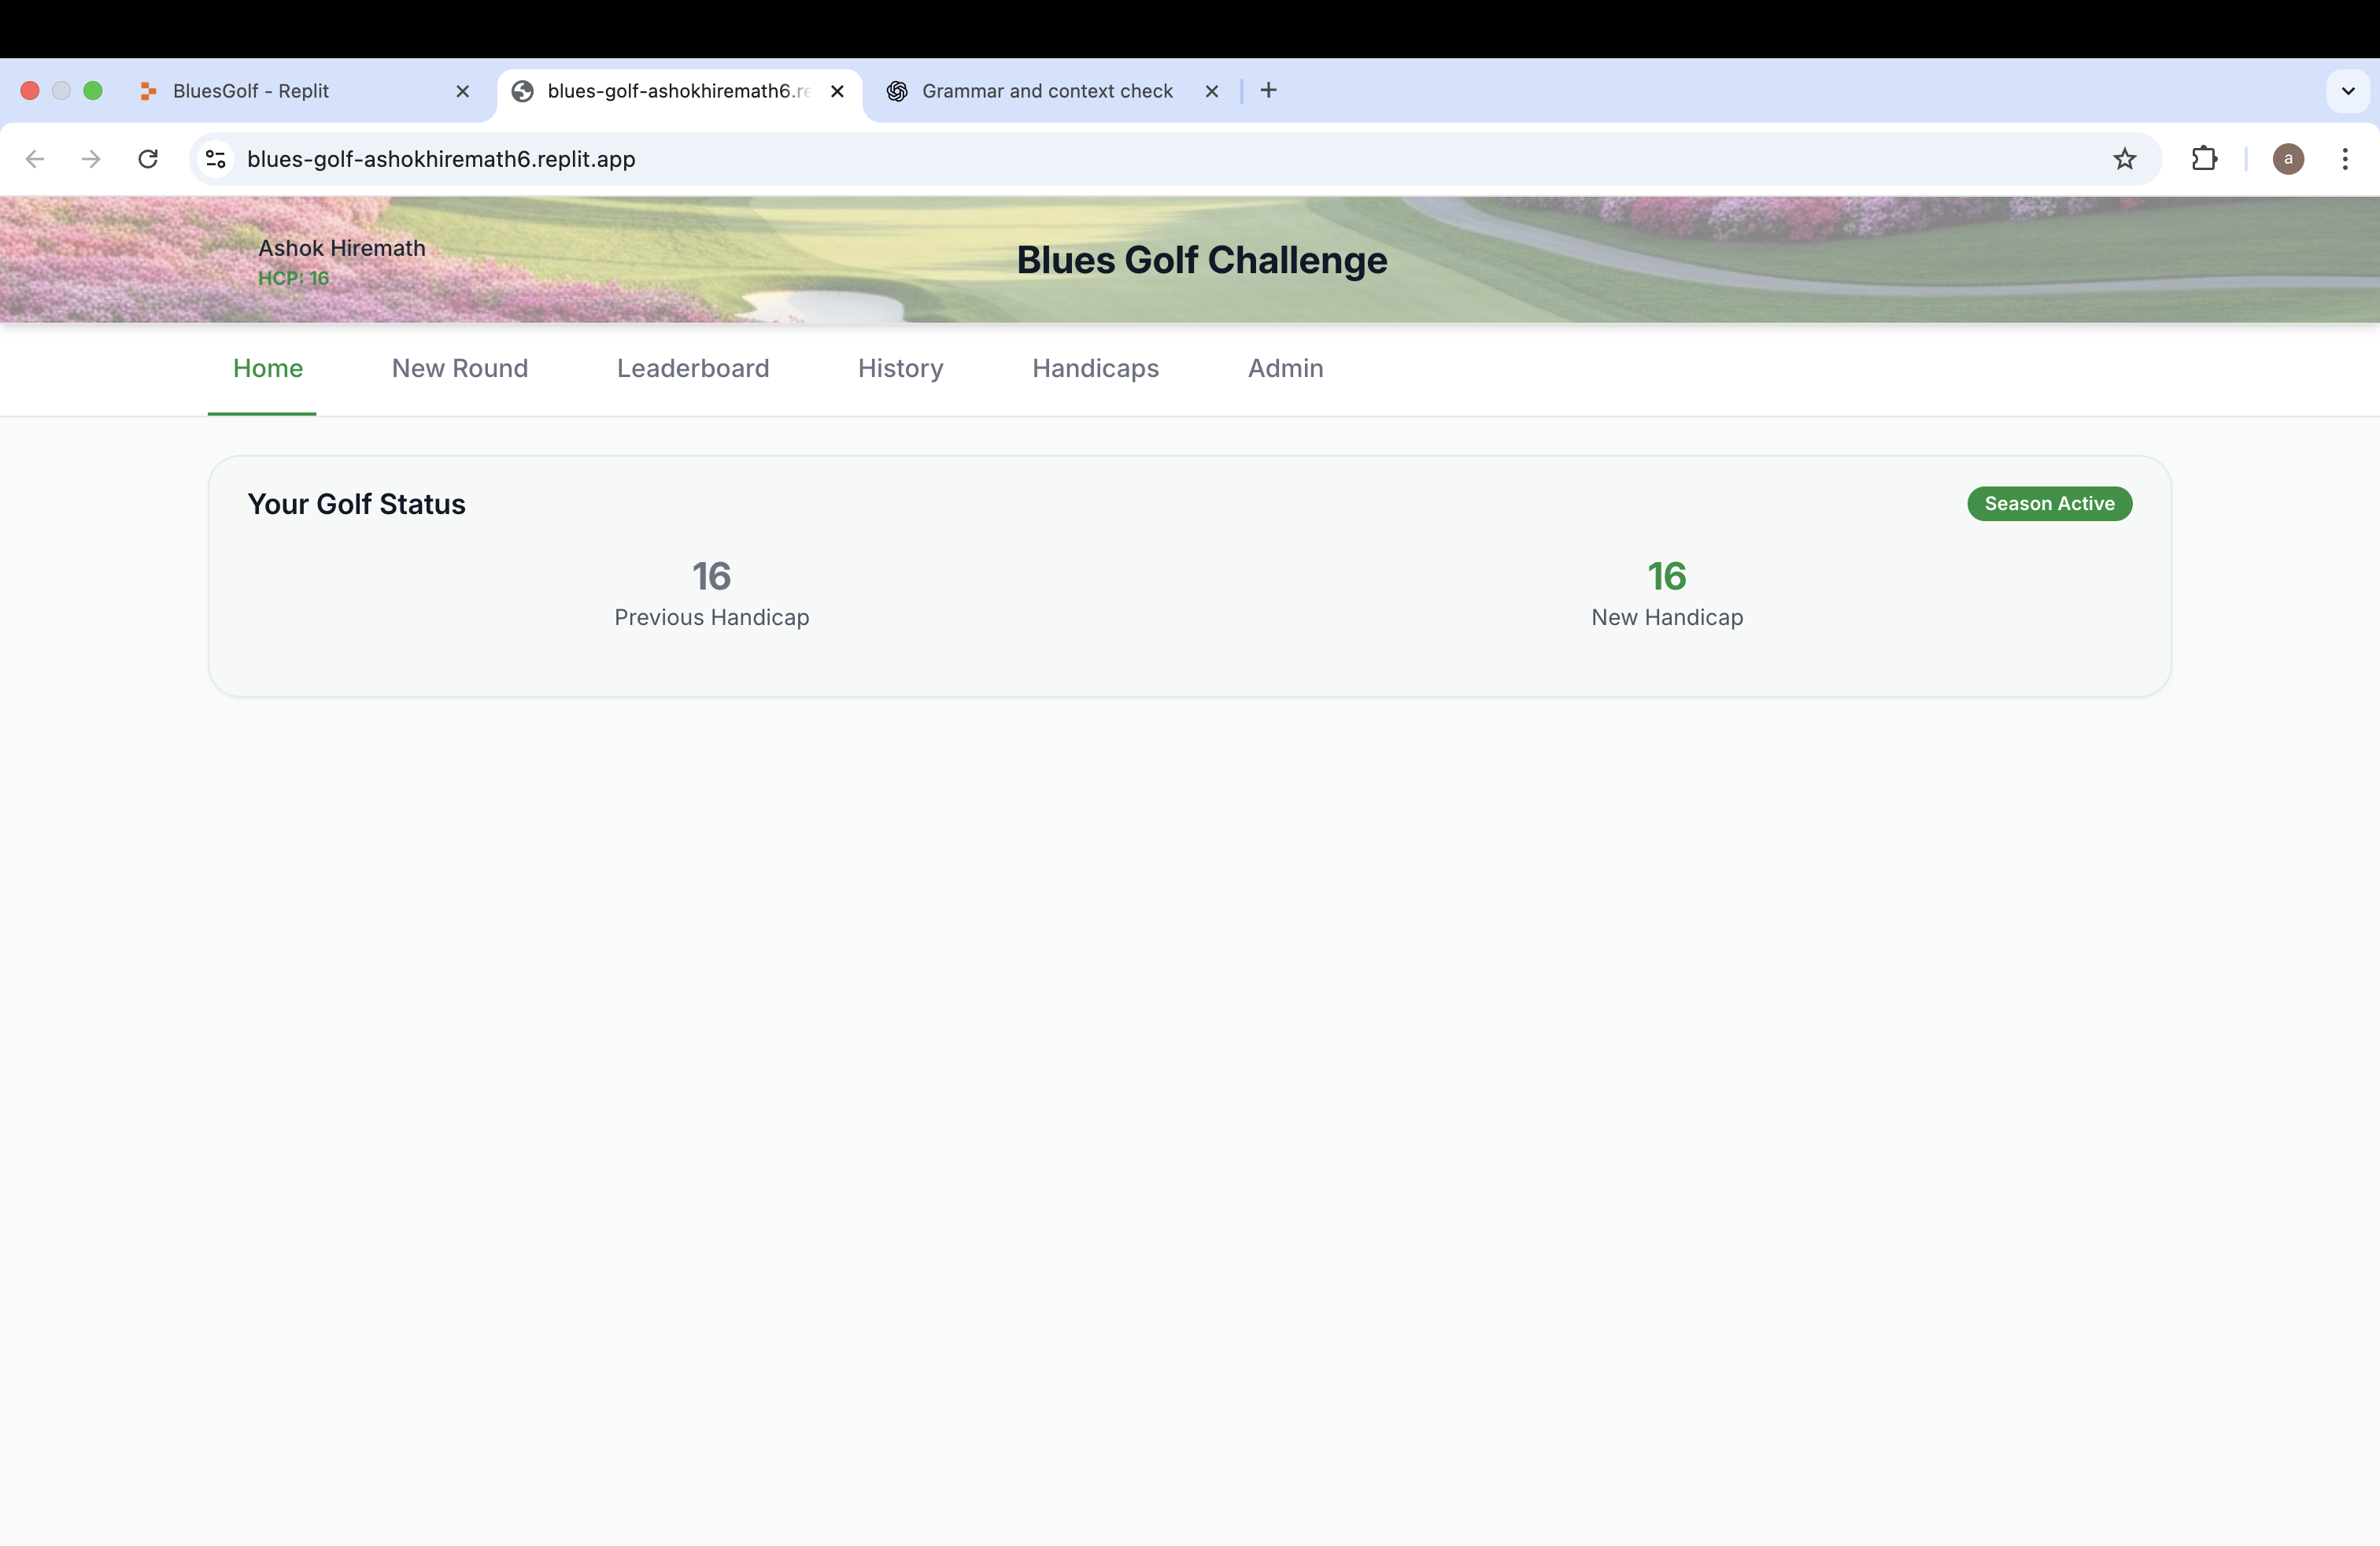 BluesGolf - Replit
blues-golf-ashokhiremath6.re
Grammar and context check
blues-golf-ashokhiremath6.replit.app
a
Ashok Hiremath
HCP: 16
Blues Golf Challenge
Home
New Round
Leaderboard
History
Handicaps
Admin
Your Golf Status
Season Active
16
Previous Handicap
16
New Handicap